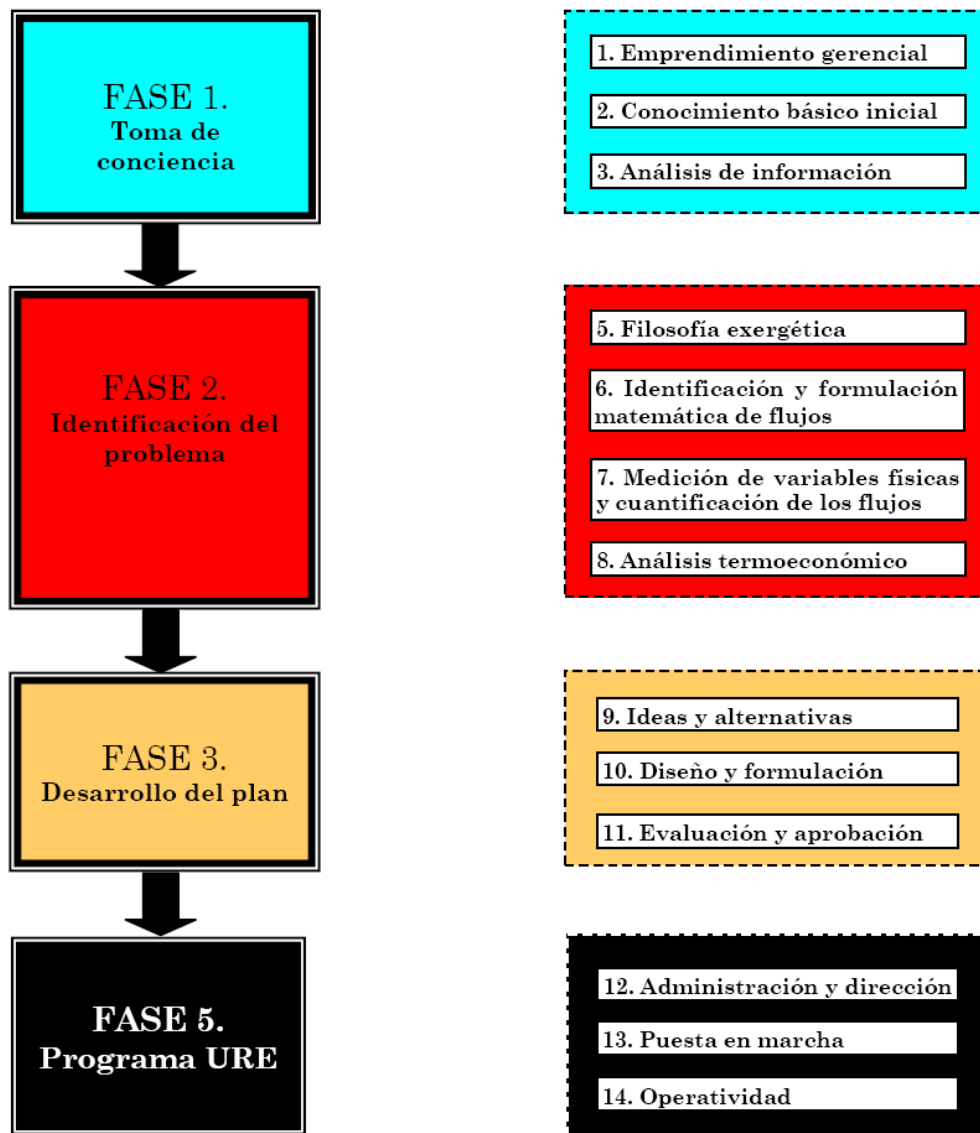 FASE 1.
Toma de
conciencia
1. Emprendimiento gerencial
2. Conocimiento básico inicial
3. Análisis de información
FASE 2.
Identificación del
problema
5. Filosofía exergética
6. Identificación y formulación
matemática de flujos
7. Medición de variables físicas
y cuantificación de los flujos
8. Análisis termoeconómico
FASE 3.
Desarrollo del plan
9. Ideas y alternativas
10. Diseño y formulación
11. Evaluación y aprobación
FASE 5.
Programa URE
12. Administración y dirección
13. Puesta en marcha
14. Operatividad